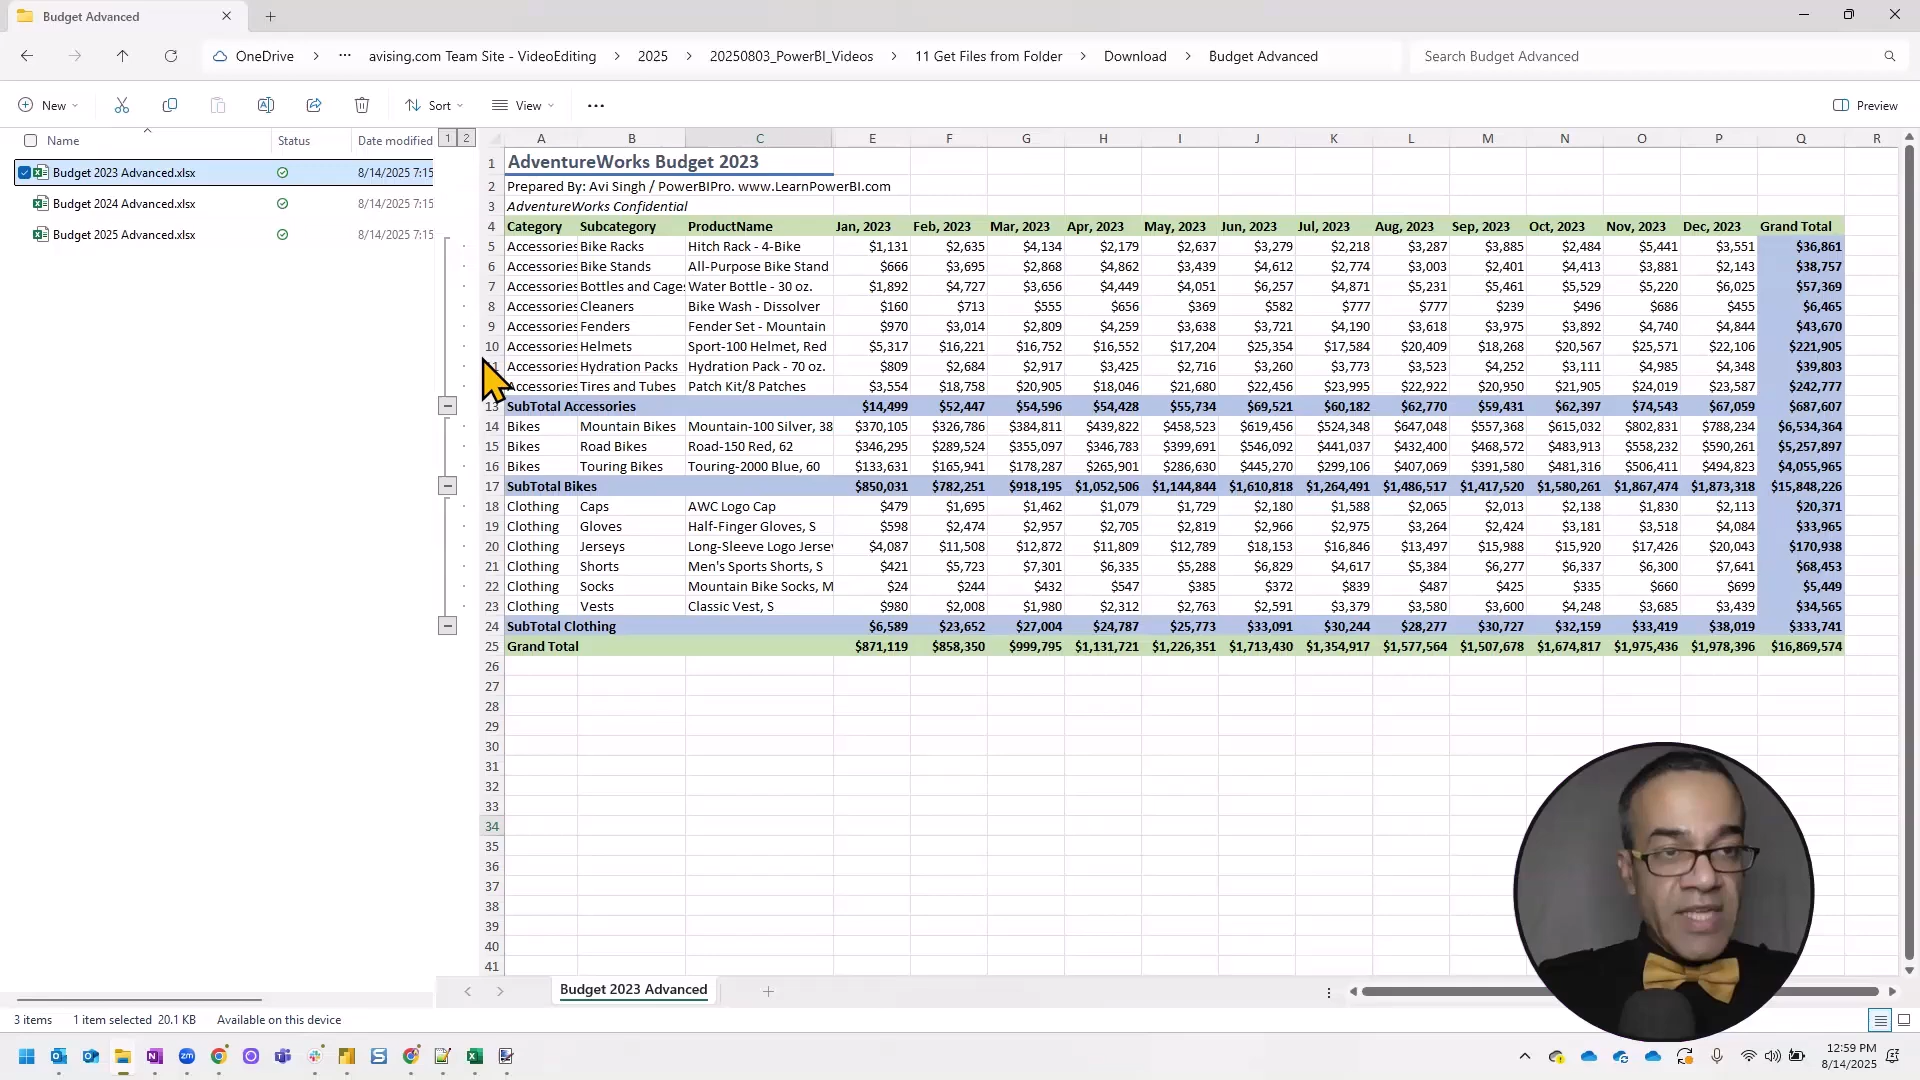 Budget Advanced
OneDrive > ... avising.com Team Site - VideoEditing > 2025 > 20250803_PowerBI_Videos > 11 Get Files from Folder > Download > Budget Advanced
Search Budget Advanced
New Sort View ... Preview
Name Status Date modified
Budget 2023 Advanced.xlsx 8/14/2025 7:15
Budget 2024 Advanced.xlsx 8/14/2025 7:15
Budget 2025 Advanced.xlsx 8/14/2025 7:15
1 2 A B C E F G H I J K L M N O P Q R
1 AdventureWorks Budget 2023
2 Prepared By: Avi Singh / PowerBIPro. www.LearnPowerBI.com
3 AdventureWorks Confidential
4 Category Subcategory ProductName Jan, 2023 Feb, 2023 Mar, 2023 Apr, 2023 May, 2023 Jun, 2023 Jul, 2023 Aug, 2023 Sep, 2023 Oct, 2023 Nov, 2023 Dec, 2023 Grand Total
5 Accessories Bike Racks Hitch Rack - 4-Bike $1,131 $2,635 $4,134 $2,179 $2,637 $3,279 $2,218 $3,287 $3,885 $2,484 $5,441 $3,551 $36,861
6 Accessories Bike Stands All-Purpose Bike Stand $666 $3,695 $2,868 $4,862 $3,439 $4,612 $2,774 $3,003 $2,401 $4,413 $3,881 $2,143 $38,757
7 Accessories Bottles and Cages Water Bottle - 30 oz. $1,892 $4,727 $3,656 $4,449 $4,051 $6,257 $4,871 $5,231 $5,461 $5,529 $5,220 $6,025 $57,369
8 Accessories Cleaners Bike Wash - Dissolver $160 $713 $555 $656 $369 $582 $777 $777 $239 $496 $686 $455 $6,465
9 Accessories Fenders Fender Set - Mountain $970 $3,014 $2,809 $4,259 $3,638 $3,721 $4,190 $3,618 $3,975 $3,892 $4,740 $4,844 $43,670
10 Accessories Helmets Sport-100 Helmet, Red $5,317 $16,221 $16,752 $16,552 $17,204 $25,354 $17,584 $20,409 $18,268 $20,567 $25,571 $22,106 $221,905
Accessories Hydration Packs Hydration Pack - 70 oz. $809 $2,684 $2,917 $3,425 $2,716 $3,260 $3,773 $3,523 $4,252 $3,111 $4,985 $4,348 $39,803
Accessories Tires and Tubes Patch Kit/8 Patches $3,554 $18,758 $20,905 $18,046 $21,680 $22,456 $23,995 $22,922 $20,950 $21,905 $24,019 $23,587 $242,777
13 SubTotal Accessories $14,499 $52,447 $54,596 $54,428 $55,734 $69,521 $60,182 $62,770 $59,431 $62,397 $74,543 $67,059 $687,607
14 Bikes Mountain Bikes Mountain-100 Silver, 38 $370,105 $326,786 $384,811 $439,822 $458,523 $619,456 $524,348 $647,048 $557,368 $615,032 $802,831 $788,234 $6,534,364
15 Bikes Road Bikes Road-150 Red, 62 $346,295 $289,524 $355,097 $346,783 $399,691 $546,092 $441,037 $432,400 $468,572 $483,913 $558,232 $590,261 $5,257,897
16 Bikes Touring Bikes Touring-2000 Blue, 60 $133,631 $165,941 $178,287 $265,901 $286,630 $445,270 $299,106 $407,069 $391,580 $481,316 $506,411 $494,823 $4,055,965
17 SubTotal Bikes $850,031 $782,251 $918,195 $1,052,506 $1,144,844 $1,610,818 $1,264,491 $1,486,517 $1,417,520 $1,580,261 $1,867,474 $1,873,318 $15,848,226
18 Clothing Caps AWC Logo Cap $479 $1,695 $1,462 $1,079 $1,729 $2,180 $1,588 $2,065 $2,013 $2,138 $1,830 $2,113 $20,371
19 Clothing Gloves Half-Finger Gloves, S $598 $2,474 $2,957 $2,705 $2,819 $2,966 $2,975 $3,264 $2,424 $3,181 $3,518 $4,084 $33,965
20 Clothing Jerseys Long-Sleeve Logo Jersey $4,087 $11,508 $12,872 $11,809 $12,789 $18,153 $16,846 $13,497 $15,988 $15,920 $17,426 $20,043 $170,938
21 Clothing Shorts Men's Sports Shorts, S $421 $5,723 $7,301 $6,335 $5,288 $6,829 $4,617 $5,384 $6,277 $6,337 $6,300 $7,641 $68,453
22 Clothing Socks Mountain Bike Socks, M $24 $244 $432 $547 $385 $372 $839 $487 $425 $335 $660 $699 $5,449
23 Clothing Vests Classic Vest, S $980 $2,008 $1,980 $2,312 $2,763 $2,591 $3,379 $3,580 $3,600 $4,248 $3,685 $3,439 $34,565
24 SubTotal Clothing $6,589 $23,652 $27,004 $24,787 $25,773 $33,091 $30,244 $28,277 $30,727 $32,159 $33,419 $38,019 $333,741
25 Grand Total $871,119 $858,350 $999,795 $1,131,721 $1,226,351 $1,713,430 $1,354,917 $1,577,564 $1,507,678 $1,674,817 $1,975,436 $1,978,396 $16,869,574
26
27
28
29
30
31
32
33
34
35
36
37
38
39
40
41
Budget 2023 Advanced
3 items 1 item selected 20.1 KB Available on this device
12:59 PM
8/14/2025